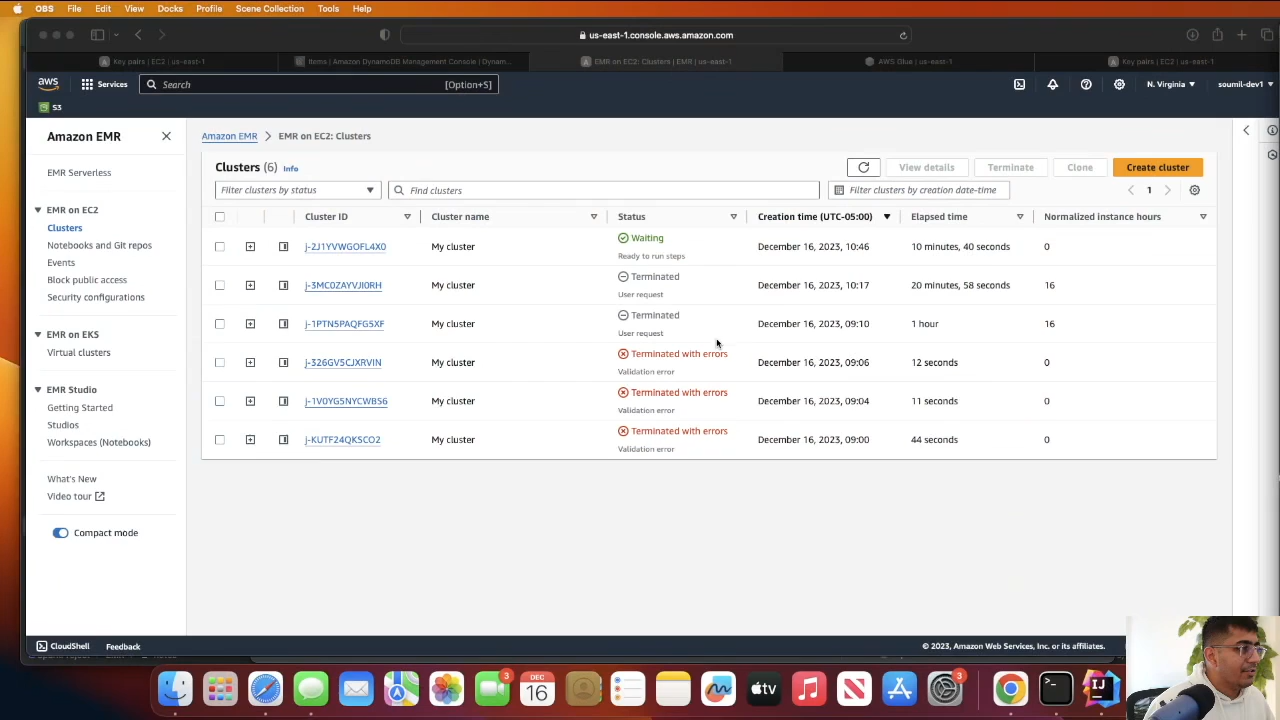 OBS File Edit View Docks Profile Scene Collection Tools Help
us-east-1.console.aws.amazon.com
Key pairs | EC2 | us-east-1
Items | Amazon DynamoDB Management Console | Dynam...
EMR on EC2: Clusters | EMR | us-east-1
AWS Glue | us-east-1
Key pairs | EC2 | us-east-1
aws Services Search [Option+S] N. Virginia soumil-dev1
S3
Amazon EMR
EMR Serverless
EMR on EC2
Clusters
Notebooks and Git repos
Events
Block public access
Security configurations
EMR on EKS
Virtual clusters
EMR Studio
Getting Started
Studios
Workspaces (Notebooks)
What's New
Video tour
Compact mode
Amazon EMR EMR on EC2: Clusters
Clusters (6) Info View details Terminate Clone Create cluster
Filter clusters by status Find clusters Filter clusters by creation date-time 1
Cluster ID Cluster name Status Creation time (UTC-05:00) Elapsed time Normalized instance hours
j-2J1YVWGOFL4X0 My cluster Waiting December 16, 2023, 10:46 10 minutes, 40 seconds 0
Ready to run steps
j-3MC0ZAYVJI0RH My cluster Terminated December 16, 2023, 10:17 20 minutes, 58 seconds 16
User request
j-1PTN5PAQFG5XF My cluster Terminated December 16, 2023, 09:10 1 hour 16
User request
j-326GV5CJXRVIN My cluster Terminated with errors December 16, 2023, 09:06 12 seconds 0
Validation error
j-1V0YG5NYCWB56 My cluster Terminated with errors December 16, 2023, 09:04 11 seconds 0
Validation error
j-KUTF24QKSCO2 My cluster Terminated with errors December 16, 2023, 09:00 44 seconds 0
Validation error
CloudShell Feedback © 2023, Amazon Web Services, Inc. or its affiliates.
3
DEC
16
tv
3
IJ